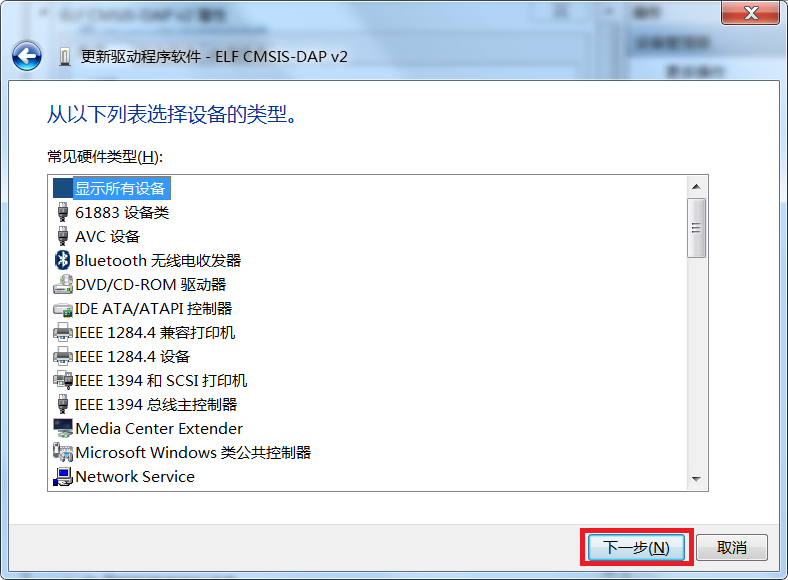 更新驱动程序软件 - ELF CMSIS-DAP v2
从以下列表选择设备的类型。
常见硬件类型(H):
显示所有设备
61883 设备类
AVC 设备
Bluetooth 无线电收发器
DVD/CD-ROM 驱动器
IDE ATA/ATAPI 控制器
IEEE 1284.4 兼容打印机
IEEE 1284.4 设备
IEEE 1394 和 SCSI 打印机
IEEE 1394 总线主控制器
Media Center Extender
Microsoft Windows 类公共控制器
Network Service
下一步(N)
取消